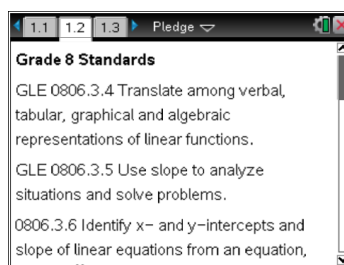 1.1 1.2 1.3 Pledge
Grade 8 Standards
GLE 0806.3.4 Translate among verbal,
tabular, graphical and algebraic
representations of linear functions.
GLE 0806.3.5 Use slope to analyze
situations and solve problems.
0806.3.6 Identify x- and y-intercepts and
slope of linear equations from an equation,